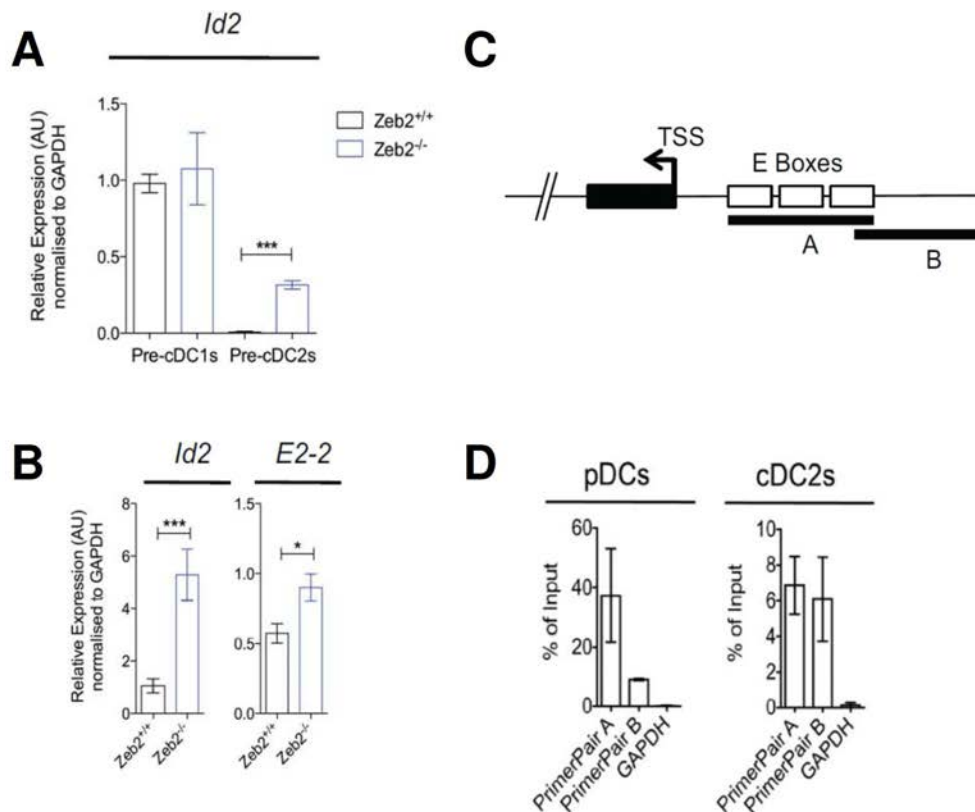 A
Id2
Relative Expression (AU)
normalised to GAPDH
1.5
1.0
0.5
0.0
Pre-cDC1s Pre-cDC2s
***
Zeb2+/+
Zeb2-/-
B
Id2
E2-2
Relative Expression (AU)
normalised to GAPDH
8
6
4
2
0
***
Zeb2+/+
Zeb2-/-
1.5
1.0
0.5
0.0
*
Zeb2+/+
Zeb2-/-
C
TSS
E Boxes
A
B
D
pDCs
% of Input
60
40
20
0
PrimerPair A
PrimerPair B
GAPDH
cDC2s
% of Input
10
8
6
4
2
0
PrimerPair A
PrimerPair B
GAPDH